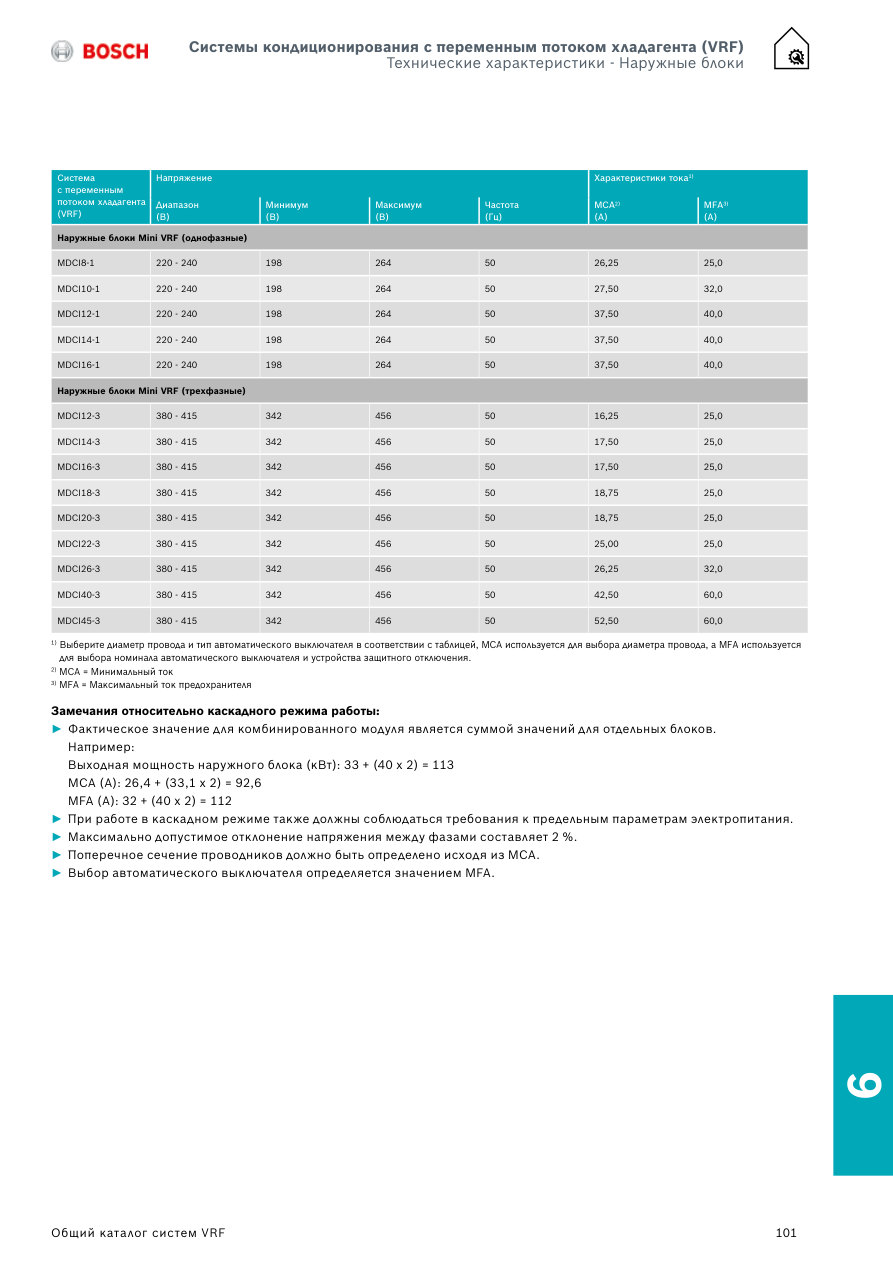 BOSCH
Системы кондиционирования с переменным потоком хладагента (VRF)
Технические характеристики - Наружные блоки
Система с переменным потоком хладагента (VRF) Напряжение Характеристики тока1)
Диапазон (В) Минимум (В) Максимум (В) Частота (Гц) MCA2) (А) MFA3) (А)
Наружные блоки Mini VRF (однофазные)
MDCI8-1 220 - 240 198 264 50 26,25 25,0
MDCI10-1 220 - 240 198 264 50 27,50 32,0
MDCI12-1 220 - 240 198 264 50 37,50 40,0
MDCI14-1 220 - 240 198 264 50 37,50 40,0
MDCI16-1 220 - 240 198 264 50 37,50 40,0
Наружные блоки Mini VRF (трехфазные)
MDCI12-3 380 - 415 342 456 50 16,25 25,0
MDCI14-3 380 - 415 342 456 50 17,50 25,0
MDCI16-3 380 - 415 342 456 50 17,50 25,0
MDCI18-3 380 - 415 342 456 50 18,75 25,0
MDCI20-3 380 - 415 342 456 50 18,75 25,0
MDCI22-3 380 - 415 342 456 50 25,00 25,0
MDCI26-3 380 - 415 342 456 50 26,25 32,0
MDCI40-3 380 - 415 342 456 50 42,50 60,0
MDCI45-3 380 - 415 342 456 50 52,50 60,0
1) Выберите диаметр провода и тип автоматического выключателя в соответствии с таблицей, MCA используется для выбора диаметра провода, а MFA используется
для выбора номинала автоматического выключателя и устройства защитного отключения.
2) MCA = Минимальный ток
3) MFA = Максимальный ток предохранителя
Замечания относительно каскадного режима работы:
► Фактическое значение для комбинированного модуля является суммой значений для отдельных блоков.
Например:
Выходная мощность наружного блока (кВт): 33 + (40 x 2) = 113
MCA (А): 26,4 + (33,1 x 2) = 92,6
MFA (А): 32 + (40 x 2) = 112
► При работе в каскадном режиме также должны соблюдаться требования к предельным параметрам электропитания.
► Максимально допустимое отклонение напряжения между фазами составляет 2 %.
► Поперечное сечение проводников должно быть определено исходя из MCA.
► Выбор автоматического выключателя определяется значением MFA.
6
Общий каталог систем VRF 101